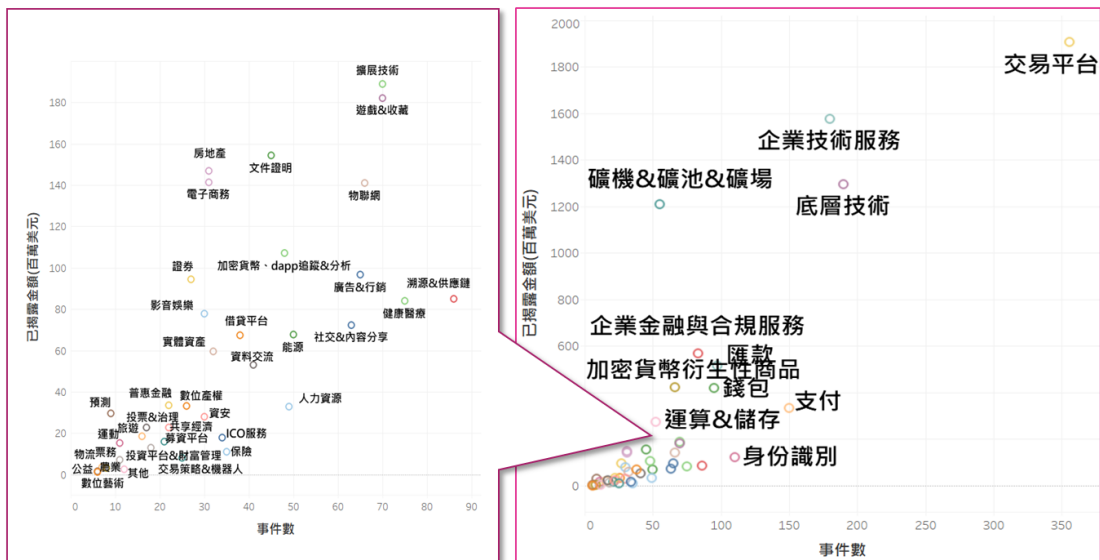 擴展技術
180
遊戲&收藏
160
房地產
文件證明
140
電子商務
物聯網
120
已揭露金額(百萬美元)
100
證券
加密貨幣、dapp追蹤&分析
廣告&行銷
溯源&供應鏈
80
影音娛樂
健康醫療
借貸平台
社交&內容分享
60
實體資產
能源
資料交流
40
普惠金融
數位產權
人力資源
預測
投票&治理
資安
20
旅遊
共享經濟
運動
募資平台
ICO服務
物流
票務
投資平台&財富管理
保險
0
公益
農業
其他
交易策略&機器人
數位藝術
0 10 20 30 40 50 60 70 80 90
事件數
2000
1800
交易平台
1600
企業技術服務
1400
礦機&礦池&礦場
底層技術
1200
1000
已揭露金額(百萬美元)
800
企業金融與合規服務
600
匯款
加密貨幣衍生性商品
錢包
400
支付
運算&儲存
200
身份識別
0
0 50 100 150 200 250 300 350
事件數